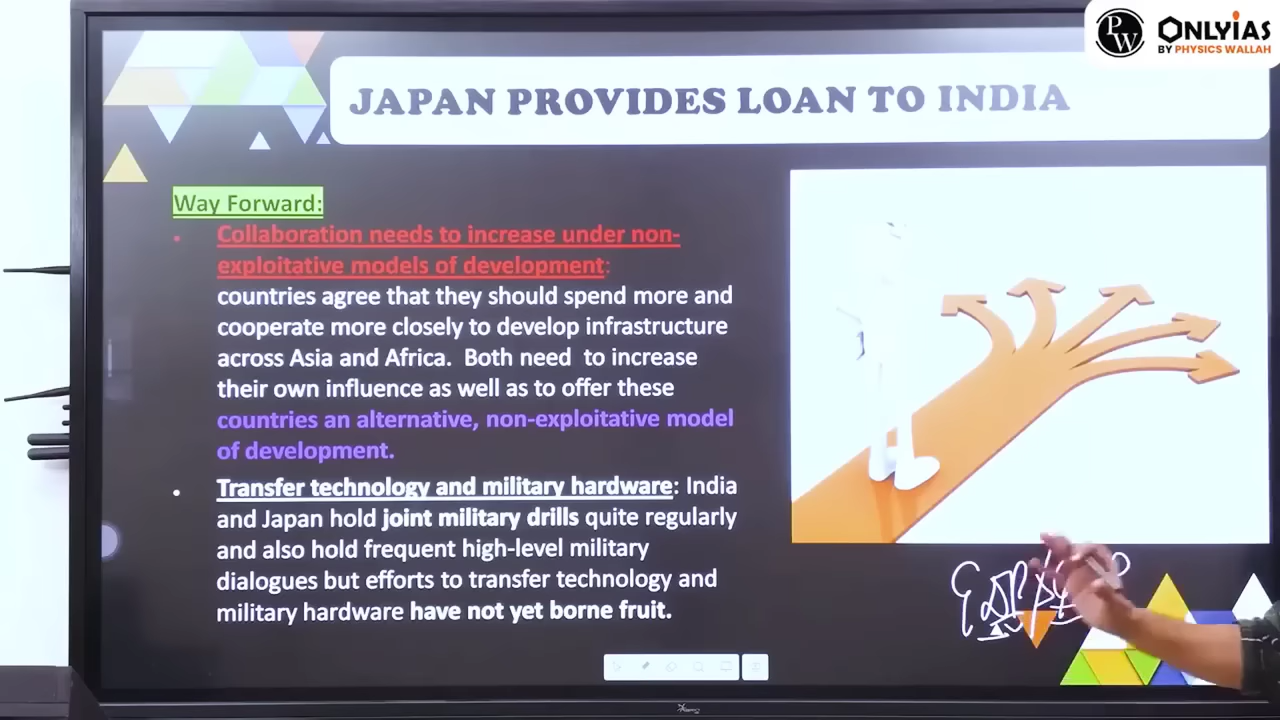 PW ONLYIAS
BY PHYSICS WALLAH
JAPAN PROVIDES LOAN TO INDIA
Way Forward:
• Collaboration needs to increase under non-
exploitative models of development:
countries agree that they should spend more and
cooperate more closely to develop infrastructure
across Asia and Africa. Both need to increase
their own influence as well as to offer these
countries an alternative, non-exploitative model
of development.
• Transfer technology and military hardware: India
and Japan hold joint military drills quite regularly
and also hold frequent high-level military
dialogues but efforts to transfer technology and
military hardware have not yet borne fruit.